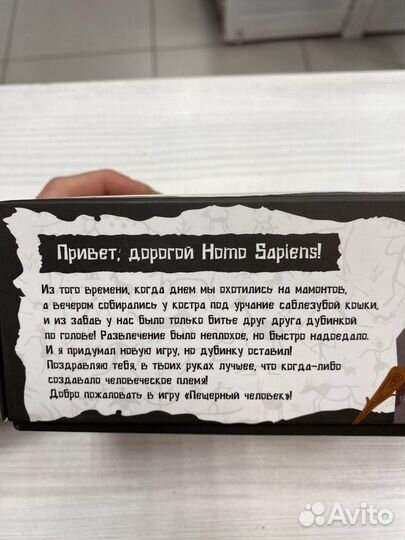 Привет, дорогой Homo Sapiens!
Из того времени, когда днем мы охотились на мамонтов,
а вечером собирались у костра под урчание саблезубой кошки,
и из забав у нас было только битье друг друга дубинкой
по голове! Развлечение было неплохое, но быстро надоедало.
И я придумал новую игру, но дубинку оставил!
Поздравляю тебя, в твоих руках лучшее, что когда-либо
создавало человеческое племя!
Добро пожаловать в игру «Пещерный человек»!
Avito